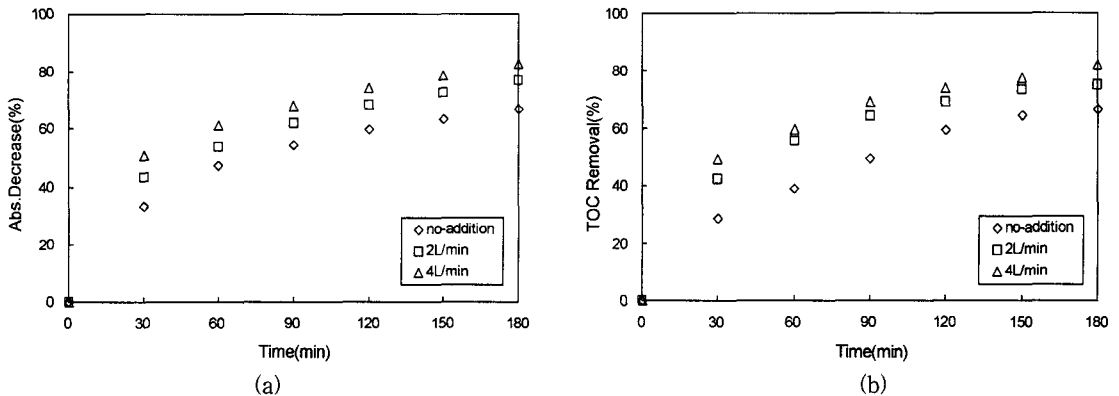 100
80
60
40
20
0
Abs.Decrease(%)
no-addition
2L/min
4L/min
0 30 60 90 120 150 180
Time(min)
(a)
100
80
60
40
20
0
TOC Removal(%)
no-addition
2L/min
4L/min
0 30 60 90 120 150 180
Time(min)
(b)